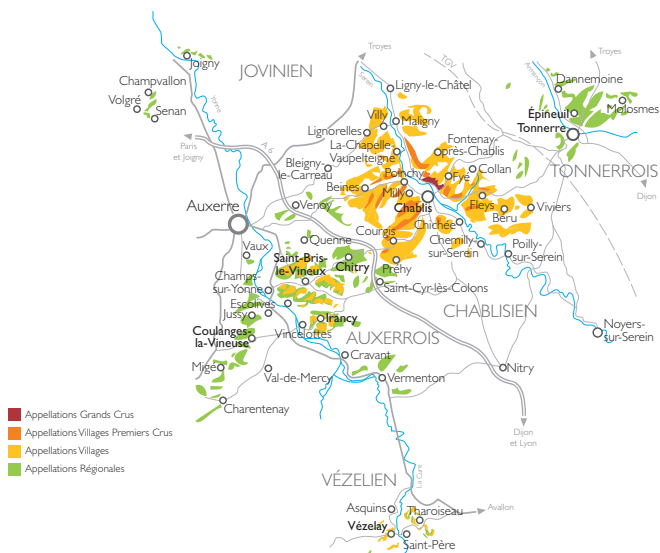 Troyes
TGV
Troyes
Joigny
JOVINIEN
Serein
Armançon
Champvallon
Ligny-le-Châtel
Dannemoine
Volgré
Senan
Yonne
Villy
Maligny
Épineuil
Molosmes
Lignorelles
Tonnerre
La-Chapelle-
Vaupelteigne
Fontenay-
près-Chablis
Paris
et Joigny
A 6
Bleigny-
le-Carreau
Poinchy
Fyé
Collan
TONNERROIS
Beines
Milly
Chablis
Fleys
Béru
Viviers
Dijon
Auxerre
Venoy
Chichée
Courgis
Chemilly-
sur-Serein
Poilly-
sur-Serein
Vaux
Quenne
Saint-Bris-
le-Vineux
Chitry
Préhy
Champs-
sur-Yonne
Saint-Cyr-lès-Colons
Escolives
Jussy
Irancy
CHABLISIEN
Coulanges-
la-Vineuse
Vincelottes
AUXERROIS
Noyers-
sur-Serein
Cravant
Migé
Val-de-Mercy
Vermenton
Nitry
Charentenay
Appellations Grands Crus
Appellations Villages Premiers Crus
Appellations Villages
Appellations Régionales
Dijon
et Lyon
VÉZELIEN
La Cure
Asquins
Tharoiseau
Avallon
Vézelay
Saint-Père